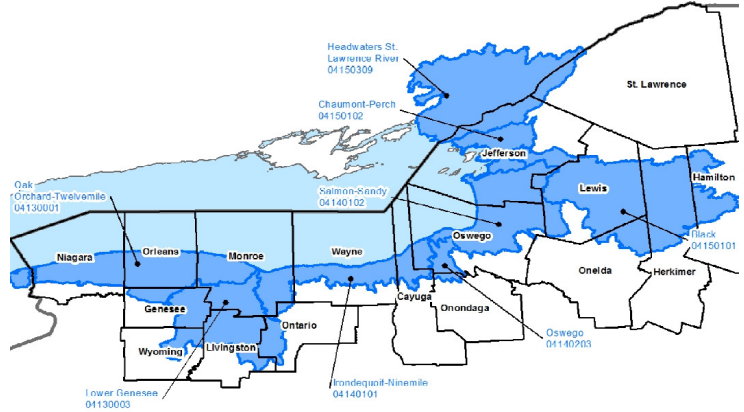 Headwaters St.
Lawrence River
04150309
St. Lawrence
Chaumont-Perch
04150102
Jefferson
Oak
Orchard-Twelvemile
04130001
Salmon-Sandy
04140102
Lewis
Hamilton
Black
04150101
Niagara
Orleans
Monroe
Wayne
Oswego
Oneida
Herkimer
Cayuga
Onondaga
Genesee
Ontario
Wyoming
Livingston
Oswego
04140203
Lower Genesee
04130003
Irondequoit-Ninemile
04140101